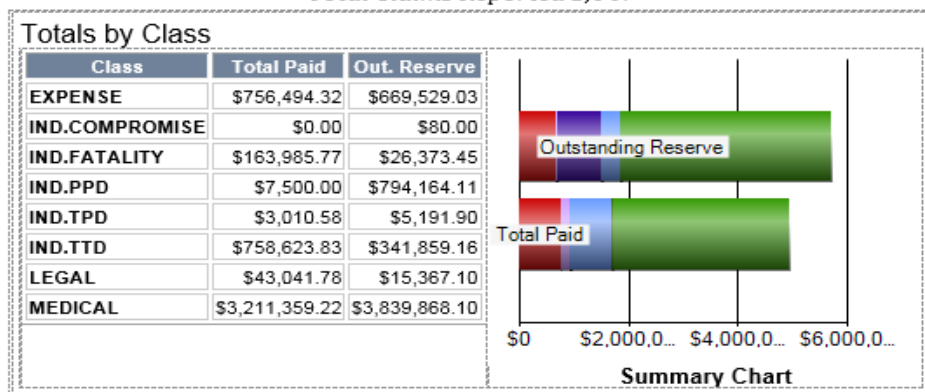 Totals by Class
Class Total Paid Out. Reserve
EXPENSE $756,494.32 $669,529.03
IND.COMPROMISE $0.00 $80.00
IND.FATALITY $163,985.77 $26,373.45
IND.PPD $7,500.00 $794,164.11
IND.TPD $3,010.58 $5,191.90
IND.TTD $758,623.83 $341,859.16
LEGAL $43,041.78 $15,367.10
MEDICAL $3,211,359.22 $3,839,868.10
Outstanding Reserve
Total Paid
$0 $2,000,0... $4,000,0... $6,000,0...
Summary Chart